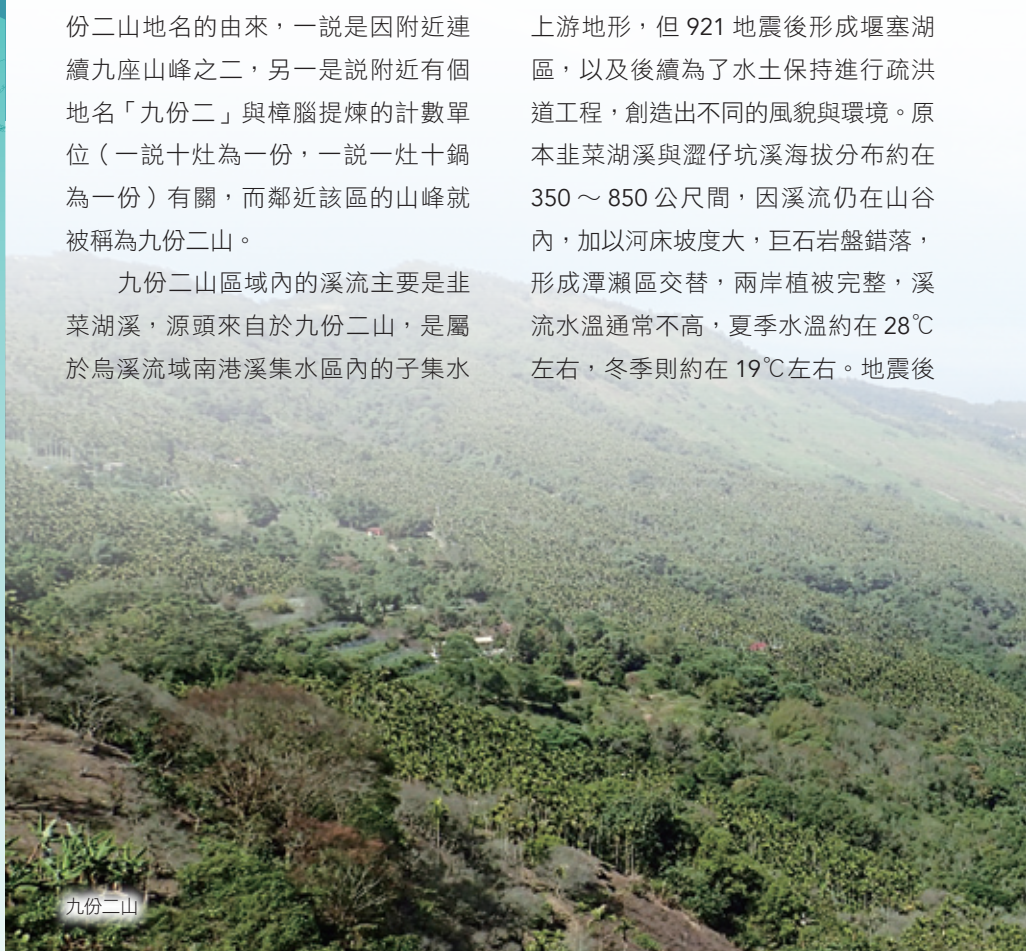 份二山地名的由來，一說是因附近連
續九座山峰之二，另一是說附近有個
地名「九份二」與樟腦提煉的計數單
位（一說十灶為一份，一說一灶十鍋
為一份）有關，而鄰近該區的山峰就
被稱為九份二山。
九份二山區域內的溪流主要是韭
菜湖溪，源頭來自於九份二山，是屬
於烏溪流域南港溪集水區內的子集水
上游地形，但 921 地震後形成堰塞湖
區，以及後續為了水土保持進行疏洪
道工程，創造出不同的風貌與環境。原
本韭菜湖溪與澀仔坑溪海拔分布約在
350～850 公尺間，因溪流仍在山谷
內，加以河床坡度大，巨石岩盤錯落，
形成潭瀨區交替，兩岸植被完整，溪
流水溫通常不高，夏季水溫約在 28℃
左右，冬季則約在 19℃左右。地震後
九份二山